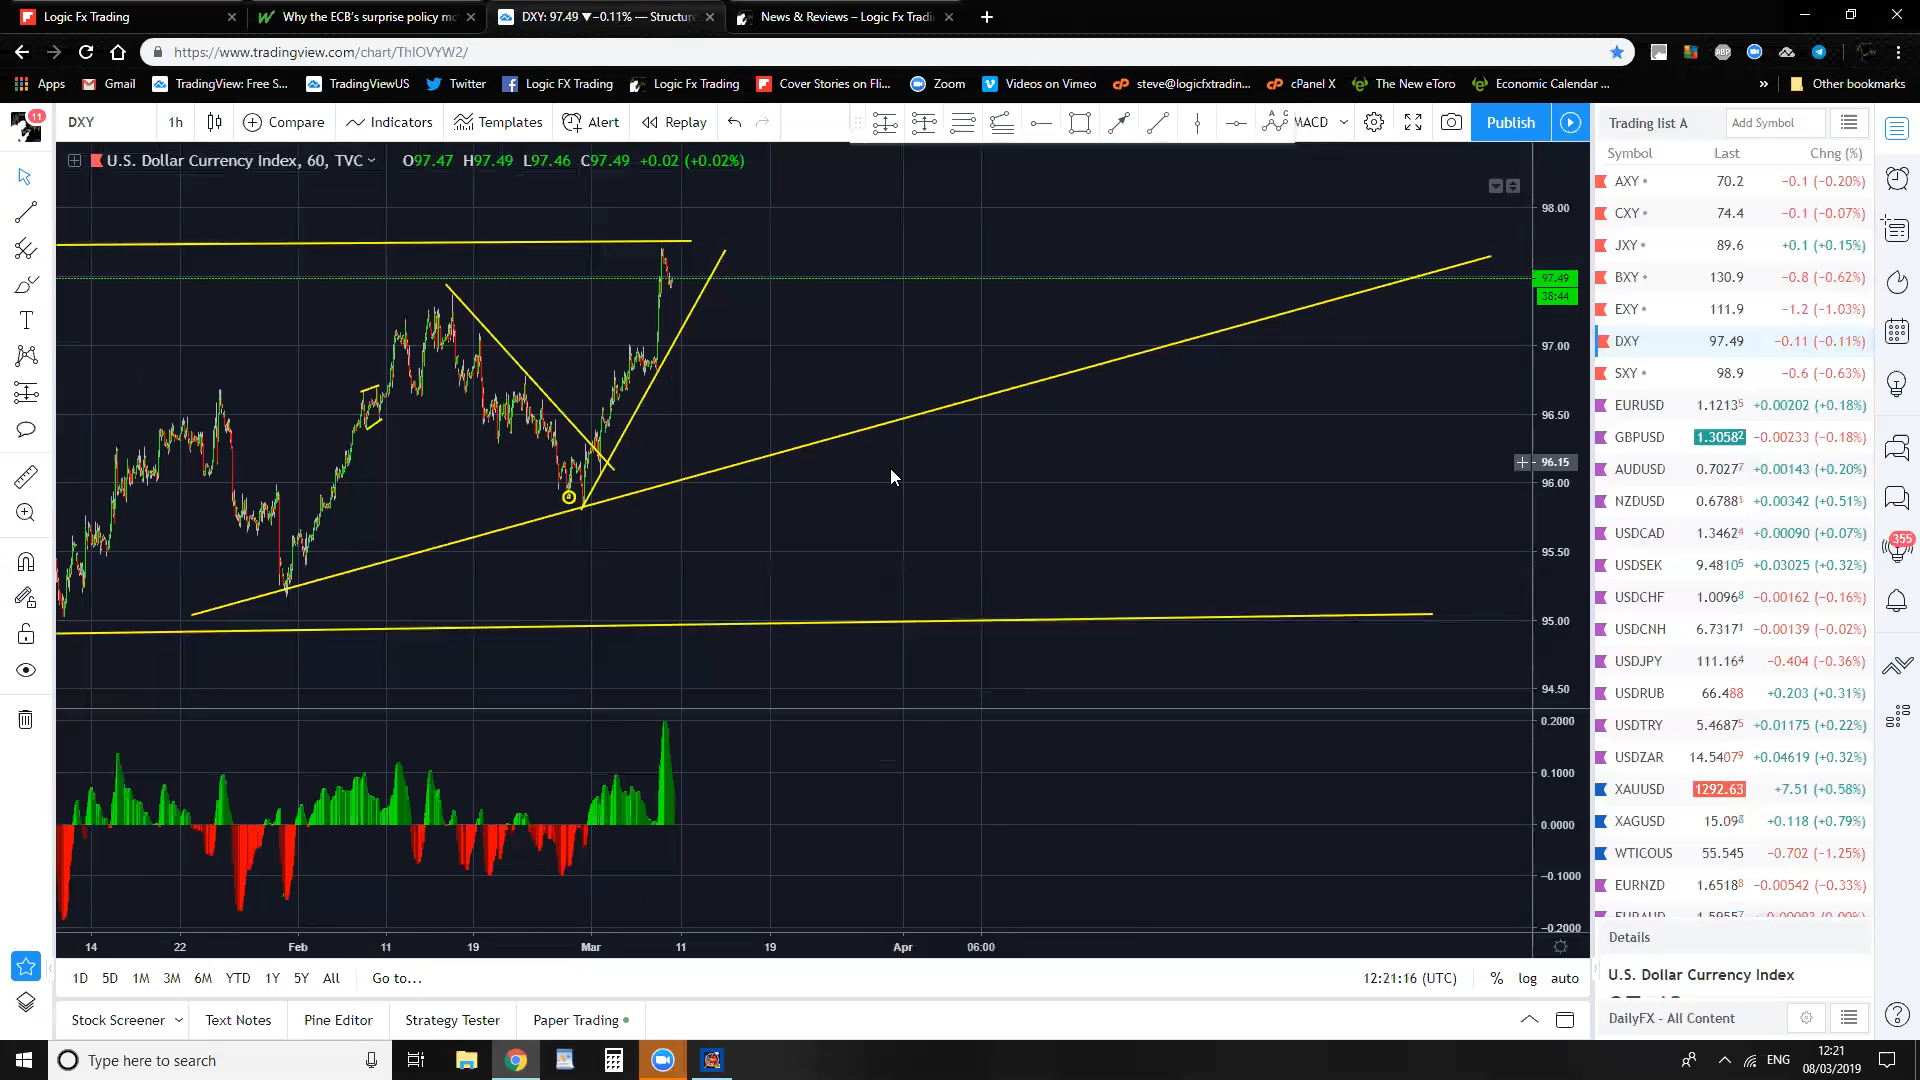 Logic Fx Trading
Why the ECB's surprise policy mo
DXY: 97.49 ▼−0.11% — Structure
News & Reviews – Logic Fx Tradi
https://www.tradingview.com/chart/ThIOVYW2/
ABP
Apps
Gmail
TradingView: Free S...
TradingViewUS
Twitter
Logic FX Trading
Logic FX Trading
Cover Stories on Fli...
Zoom
Videos on Vimeo
steve@logicfxtradin...
cPanel X
The New eToro
Economic Calendar ...
»
Other bookmarks
11
DXY
1h
Compare
Indicators
Templates
Alert
Replay
MACD
Publish
Trading list A
Add Symbol
U.S. Dollar Currency Index, 60, TVC
O97.47 H97.49 L97.46 C97.49 +0.02 (+0.02%)
98.00
97.49
38:44
97.00
96.50
96.15
96.00
95.50
95.00
94.50
0.2000
0.1000
0.0000
−0.1000
−0.2000
14
22
Feb
11
19
Mar
11
19
Apr
06:00
Symbol Last Chng (%)
AXY 70.2 −0.1 (−0.20%)
CXY 74.4 −0.1 (−0.07%)
JXY 89.6 +0.1 (+0.15%)
BXY 130.9 −0.8 (−0.62%)
EXY 111.9 −1.2 (−1.03%)
DXY 97.49 −0.11 (−0.11%)
SXY 98.9 −0.6 (−0.63%)
EURUSD 1.12135 +0.00202 (+0.18%)
GBPUSD 1.30582 −0.00233 (−0.18%)
AUDUSD 0.7027 +0.00143 (+0.20%)
NZDUSD 0.6788 +0.00342 (+0.51%)
USDCAD 1.3462 +0.00090 (+0.07%)
USDSEK 9.48105 +0.03025 (+0.32%)
USDCHF 1.00968 −0.00162 (−0.16%)
USDCNH 6.7317 −0.00139 (−0.02%)
USDJPY 111.164 −0.404 (−0.36%)
USDRUB 66.488 +0.203 (+0.31%)
USDTRY 5.46875 +0.01175 (+0.22%)
USDZAR 14.54079 +0.04619 (+0.32%)
XAUUSD 1292.63 +7.51 (+0.58%)
XAGUSD 15.098 +0.118 (+0.79%)
WTICOUS 55.545 −0.702 (−1.25%)
EURNZD 1.65188 −0.00542 (−0.33%)
355
Details
U.S. Dollar Currency Index
DailyFX - All Content
1D 5D 1M 3M 6M YTD 1Y 5Y All Go to...
12:21:16 (UTC) % log auto
Stock Screener
Text Notes
Pine Editor
Strategy Tester
Paper Trading
Type here to search
ENG
12:21
08/03/2019